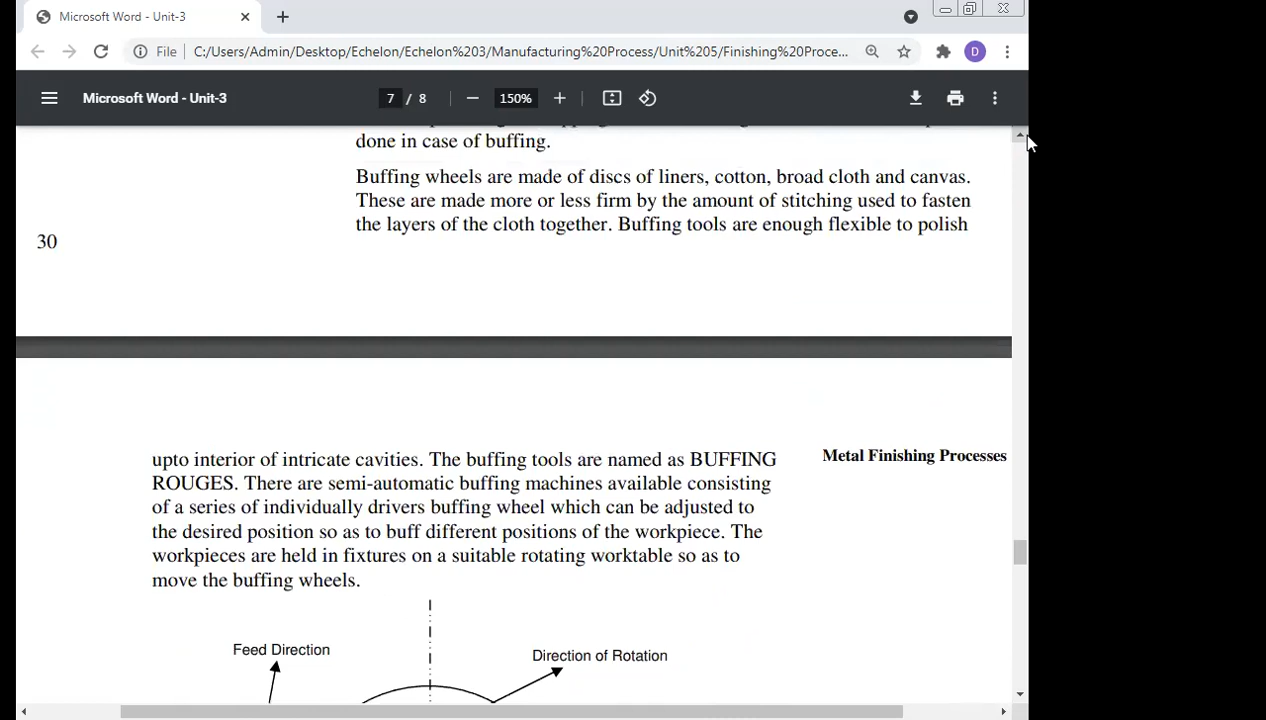 Microsoft Word - Unit-3
File C:/Users/Admin/Desktop/Echelon/Echelon%203/Manufacturing%20Process/Unit%205/Finishing%20Proce...
D
Microsoft Word - Unit-3 7 / 8 150%
done in case of buffing.
Buffing wheels are made of discs of liners, cotton, broad cloth and canvas.
These are made more or less firm by the amount of stitching used to fasten
the layers of the cloth together. Buffing tools are enough flexible to polish
30
Metal Finishing Processes
upto interior of intricate cavities. The buffing tools are named as BUFFING
ROUGES. There are semi-automatic buffing machines available consisting
of a series of individually drivers buffing wheel which can be adjusted to
the desired position so as to buff different positions of the workpiece. The
workpieces are held in fixtures on a suitable rotating worktable so as to
move the buffing wheels.
Feed Direction
Direction of Rotation